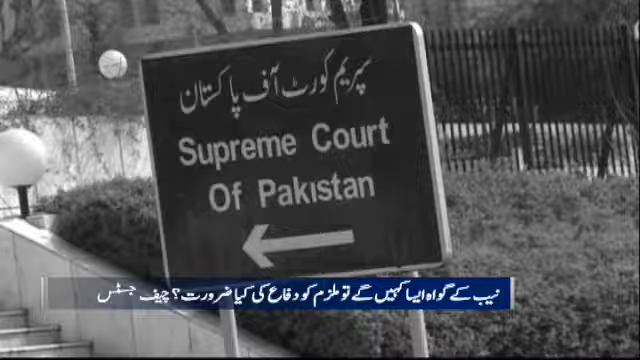 سپریم کورٹ آف پاکستان
Supreme Court
Of Pakistan
نیب کے گواہ ایسا کہیں گے تو ملزم کو دفاع کی کیا ضرورت؟ چیف جسٹس